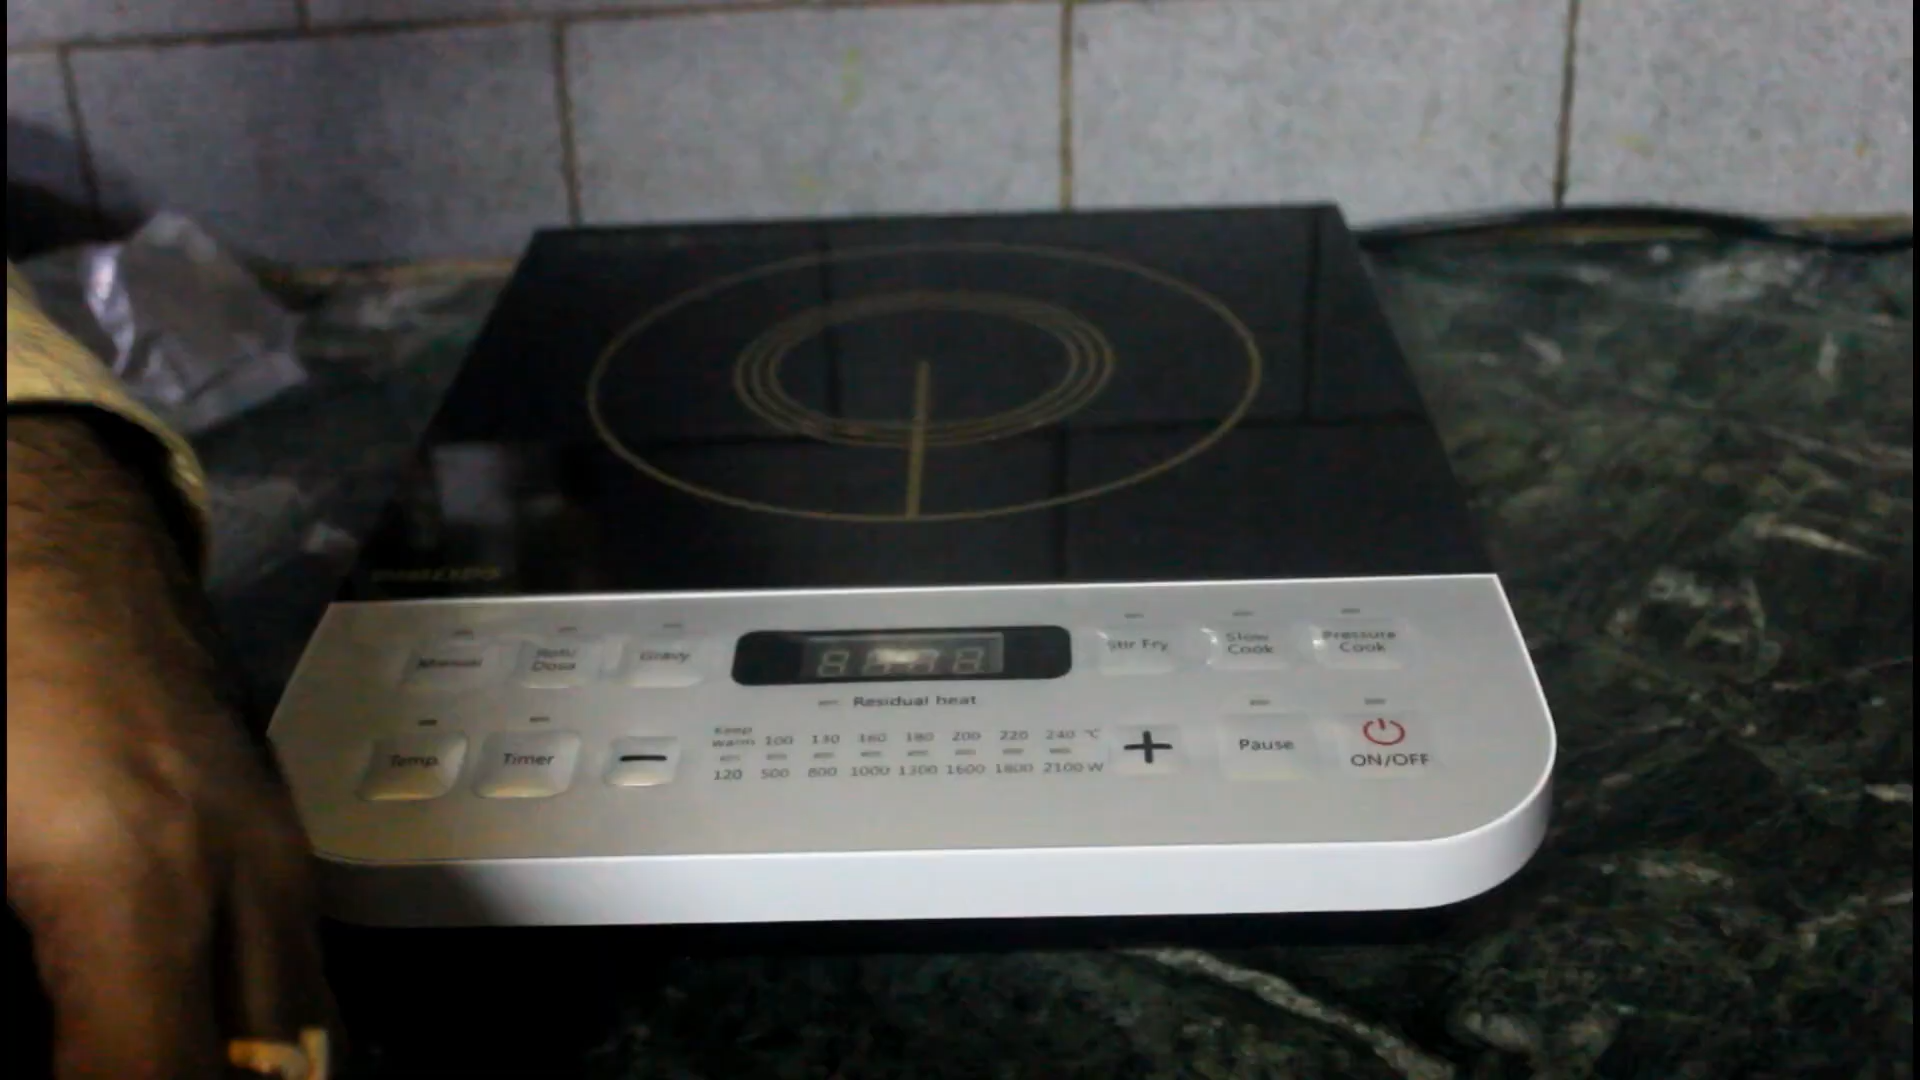 Manual
Roti/
Dosa
Gravy
Stir Fry
Slow
Cook
Pressure
Cook
Residual heat
Temp.
Timer
−
Keep
warm 100 130 160 180 200 220 240 °C
120 500 800 1000 1300 1600 1800 2100 W
+
Pause
ON/OFF